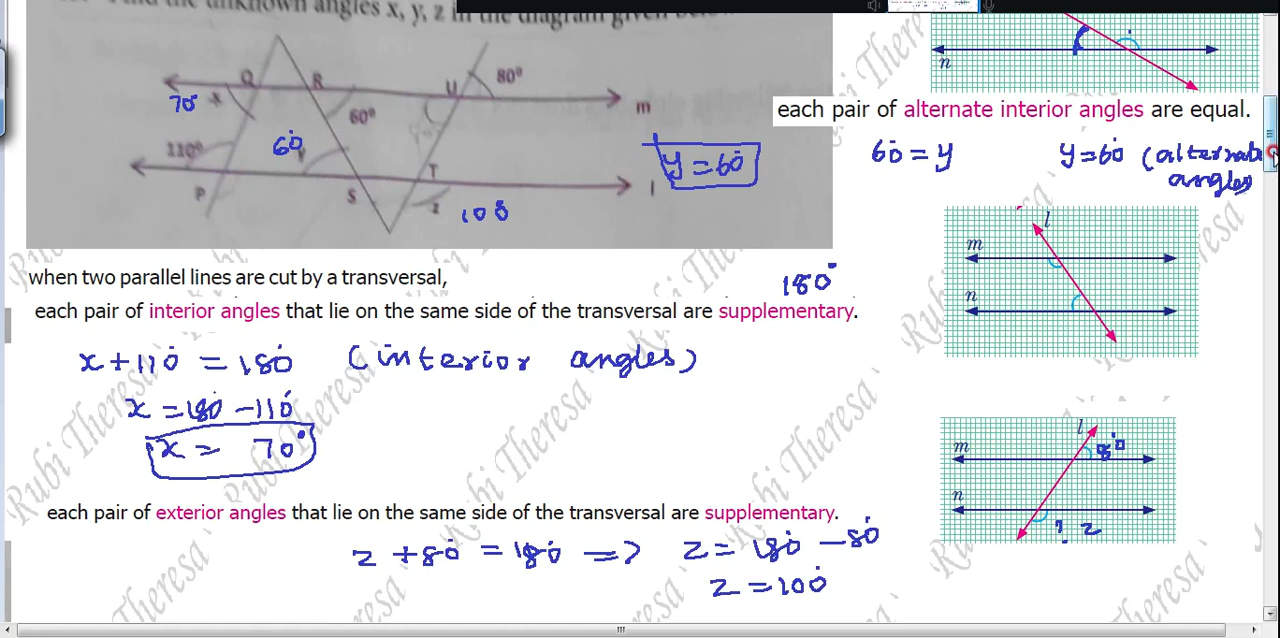 Find the unknown angles x, y, z in the diagram given below
Q R U 80°
70° x 60° m
110° 60° y T l
P S z 100°
y = 60°
n
each pair of alternate interior angles are equal.
60° = y y = 60° (alternate
angles
l
m
n
when two parallel lines are cut by a transversal,
180°
each pair of interior angles that lie on the same side of the transversal are supplementary.
x + 110° = 180° (interior angles)
x = 180 - 110°
x = 70°
l
m 80°
n
z
each pair of exterior angles that lie on the same side of the transversal are supplementary.
z + 80° = 180° => z = 180° - 80°
z = 100°
Rubi Theresa